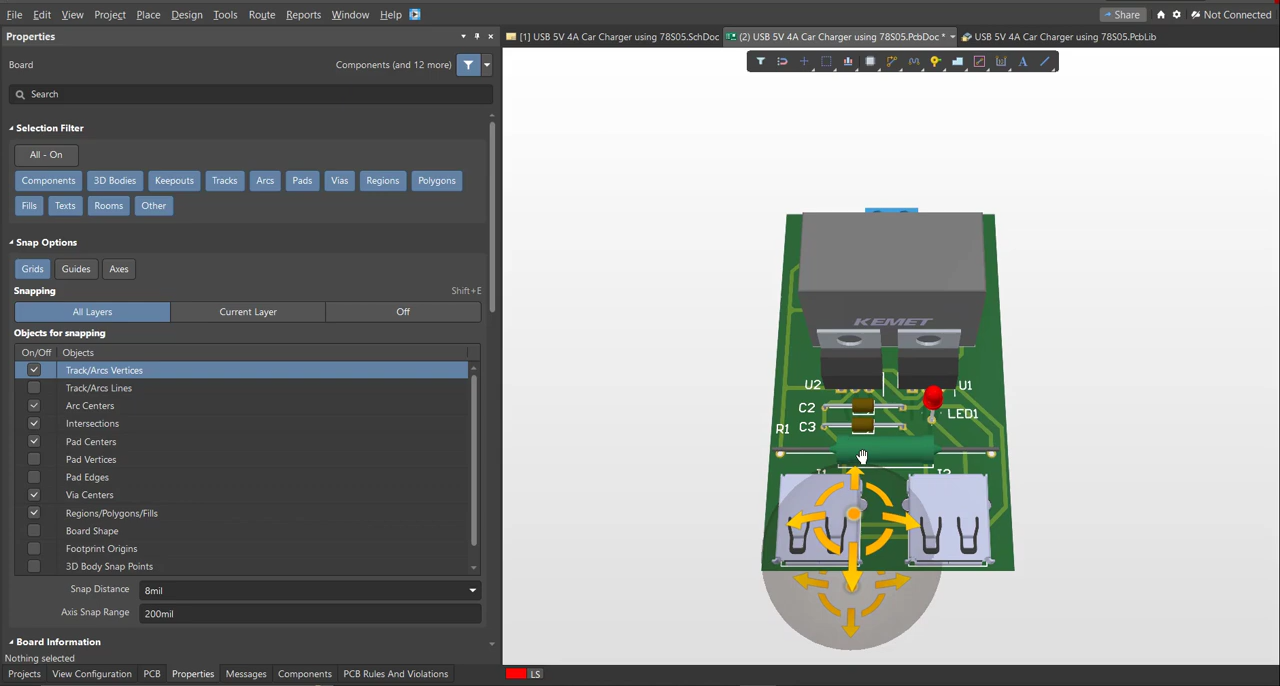 File Edit View Project Place Design Tools Route Reports Window Help Share Not Connected
Properties
[1] USB 5V 4A Car Charger using 78S05.SchDoc
(2) USB 5V 4A Car Charger using 78S05.PcbDoc *
USB 5V 4A Car Charger using 78S05.PcbLib
Board
Components (and 12 more)
Search
Selection Filter
All - On
Components 3D Bodies Keepouts Tracks Arcs Pads Vias Regions Polygons
Fills Texts Rooms Other
Snap Options
Grids Guides Axes
Snapping Shift+E
All Layers Current Layer Off
Objects for snapping
On/Off Objects
Track/Arcs Vertices
Track/Arcs Lines
Arc Centers
Intersections
Pad Centers
Pad Vertices
Pad Edges
Via Centers
Regions/Polygons/Fills
Board Shape
Footprint Origins
3D Body Snap Points
Snap Distance 8mil
Axis Snap Range 200mil
Board Information
Nothing selected
Projects View Configuration PCB Properties Messages Components PCB Rules And Violations
KEMET
U2 U1
C2 LED1
R1 C3
LS